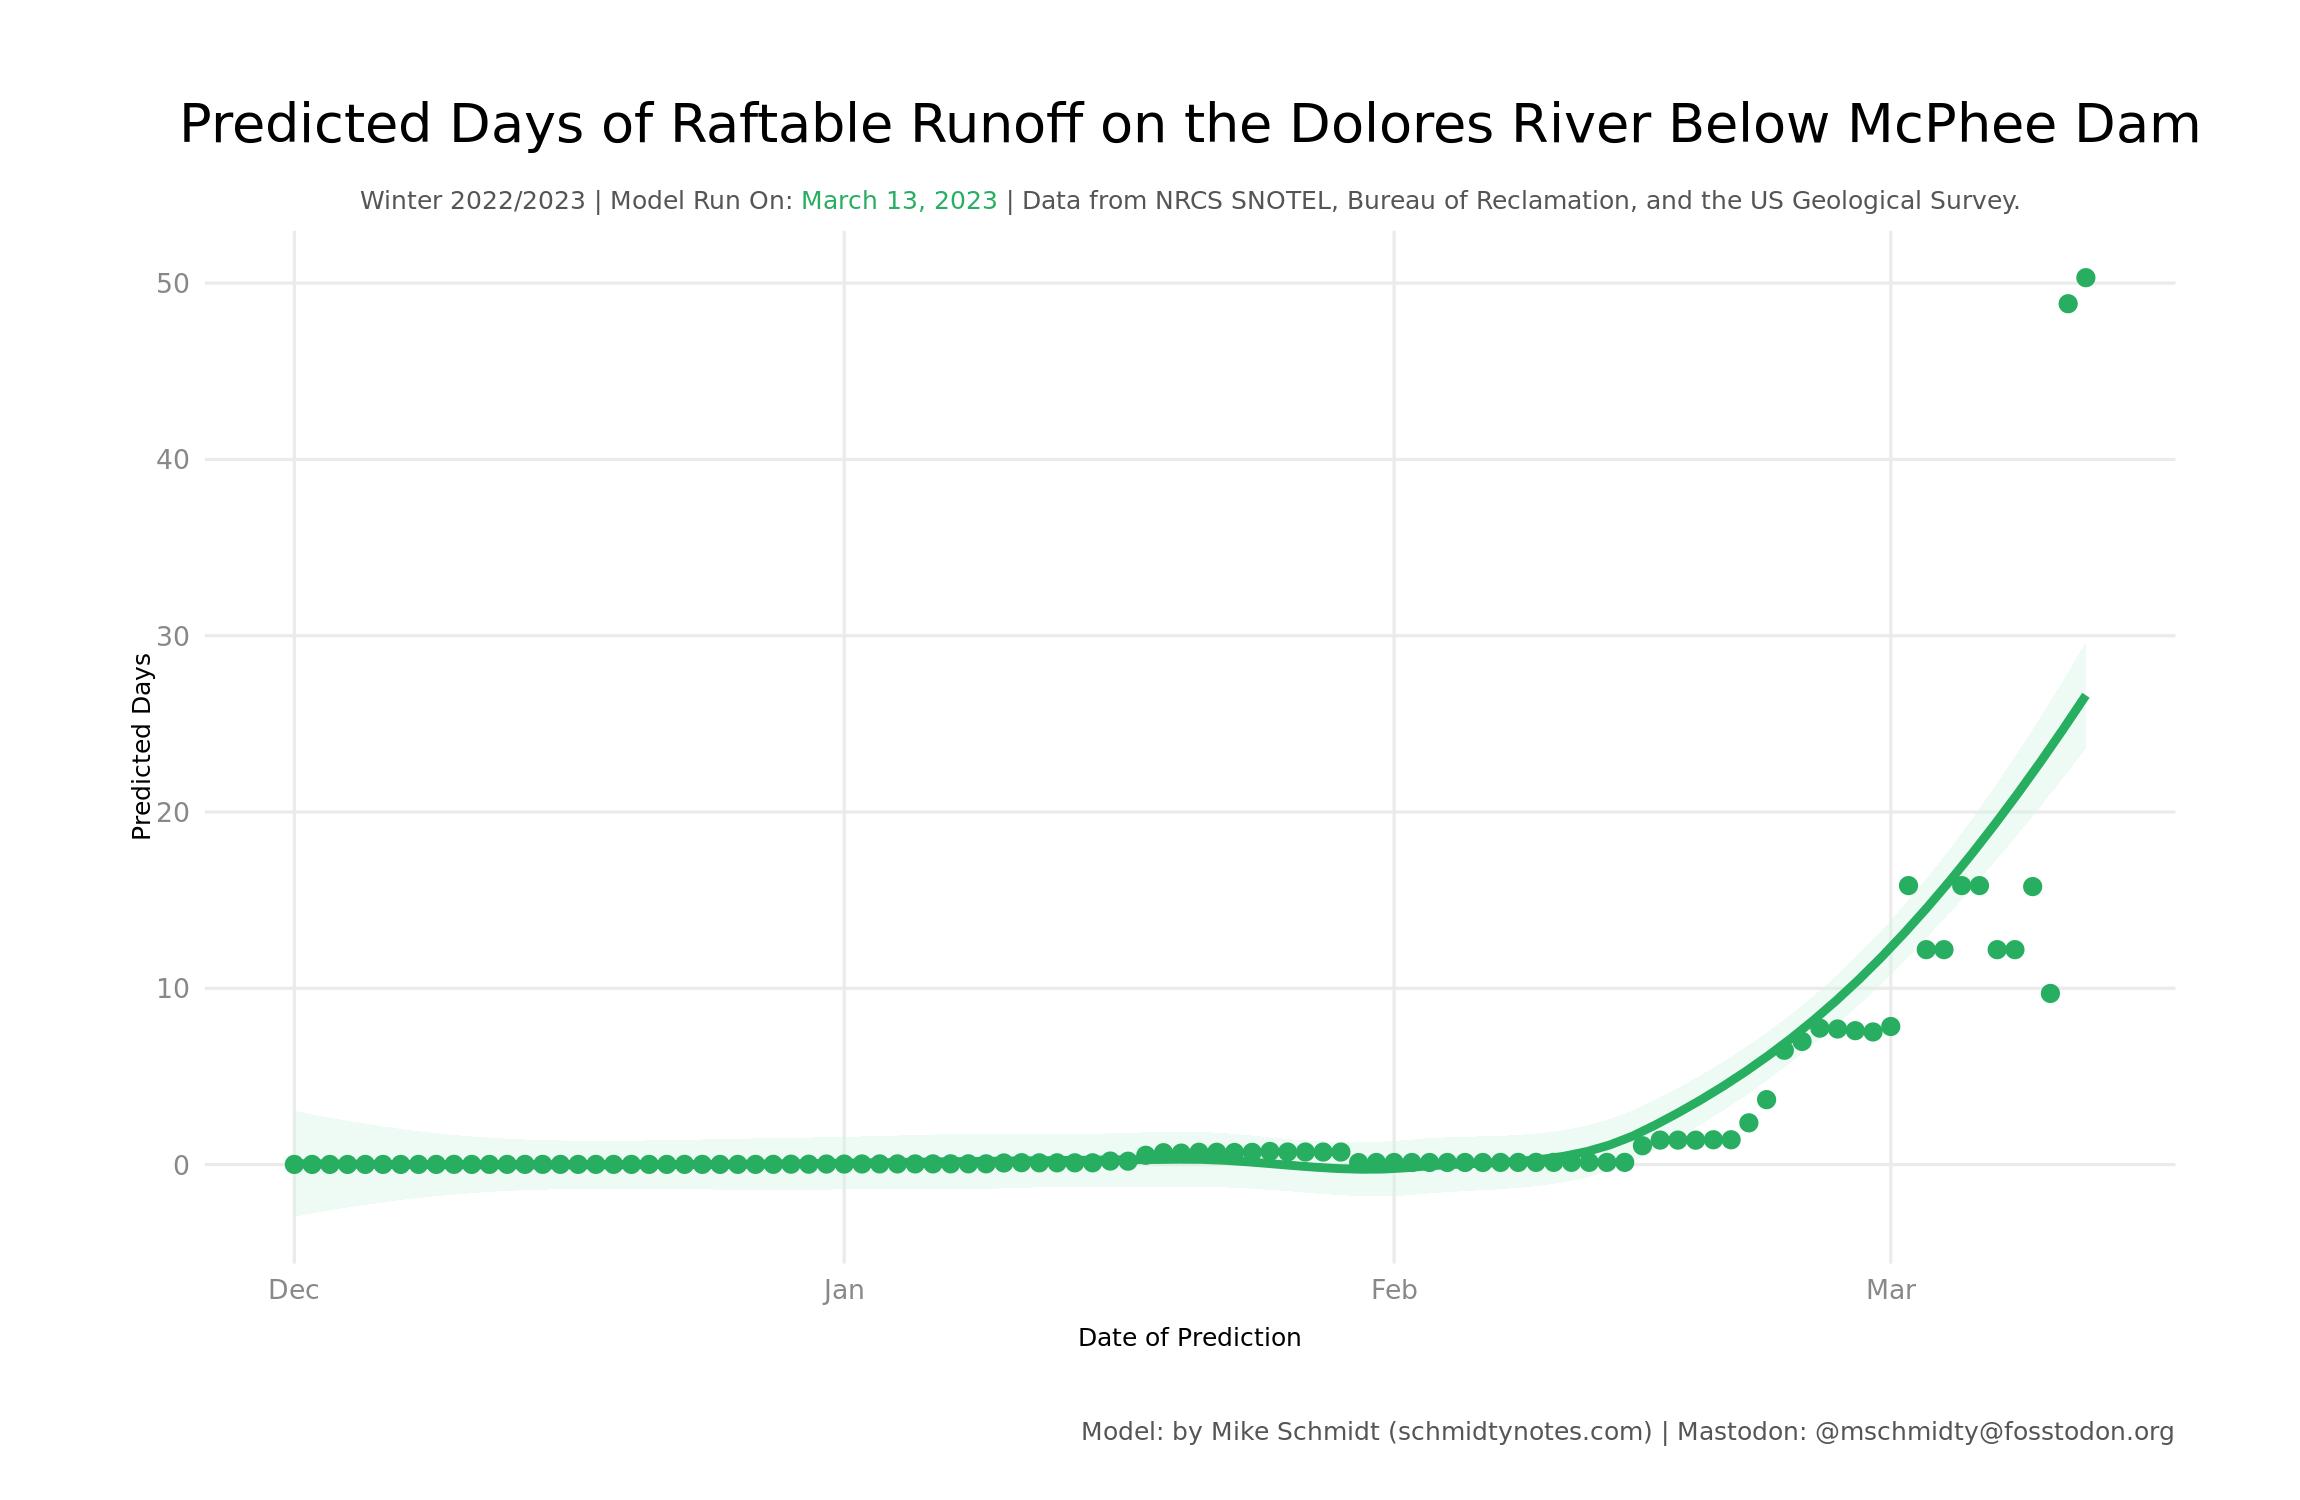 Predicted Days of Raftable Runoff on the Dolores River Below McPhee Dam
Winter 2022/2023 | Model Run On: March 13, 2023 | Data from NRCS SNOTEL, Bureau of Reclamation, and the US Geological Survey.
50
40
30
20
10
0
Predicted Days
Dec Jan Feb Mar
Date of Prediction
Model: by Mike Schmidt (schmidtynotes.com) | Mastodon: @mschmidty@fosstodon.org